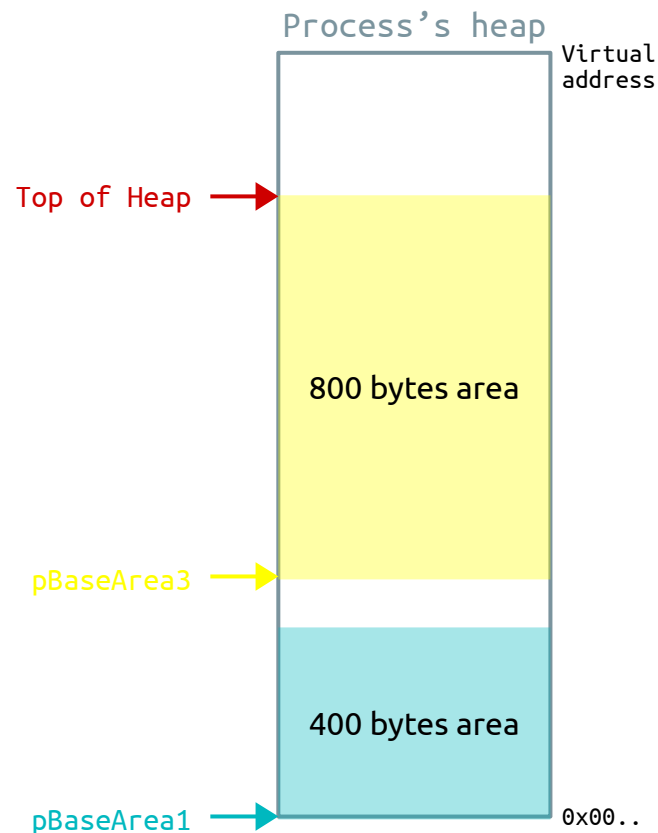 Process’s heap
Virtual
address
Top of Heap
800 bytes area
pBaseArea3
400 bytes area
pBaseArea1
0x00..